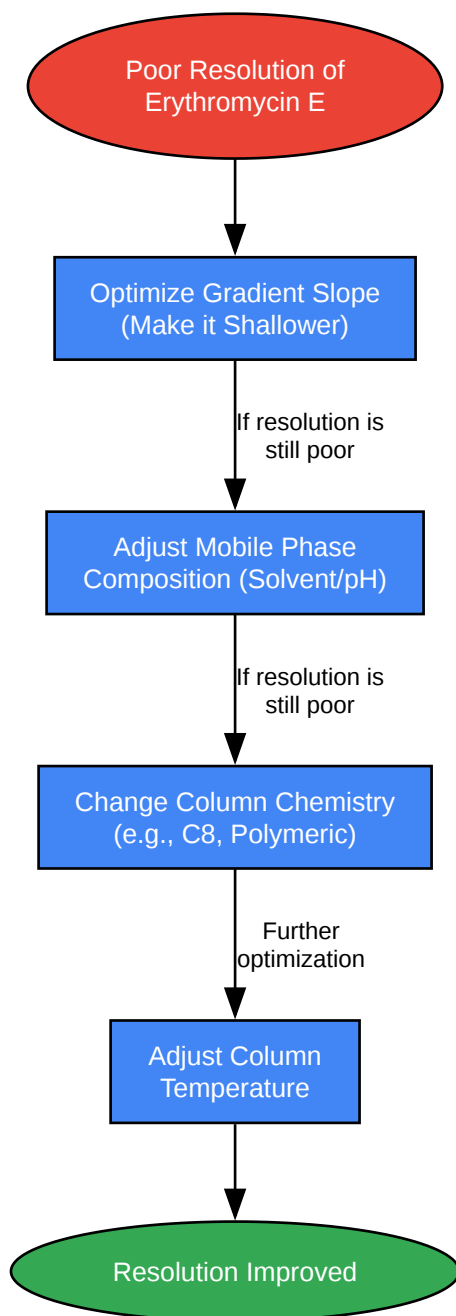 Poor Resolution of
Erythromycin E
Optimize Gradient Slope
(Make it Shallower)
If resolution is
still poor
Adjust Mobile Phase
Composition (Solvent/pH)
If resolution is
still poor
Change Column Chemistry
(e.g., C8, Polymeric)
Further
optimization
Adjust Column
Temperature
Resolution Improved